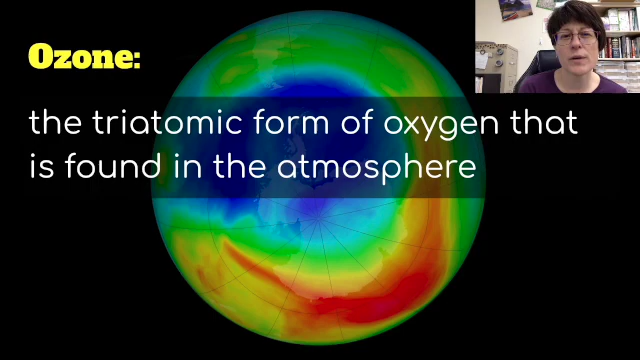 Ozone:
the triatomic form of oxygen that
is found in the atmosphere